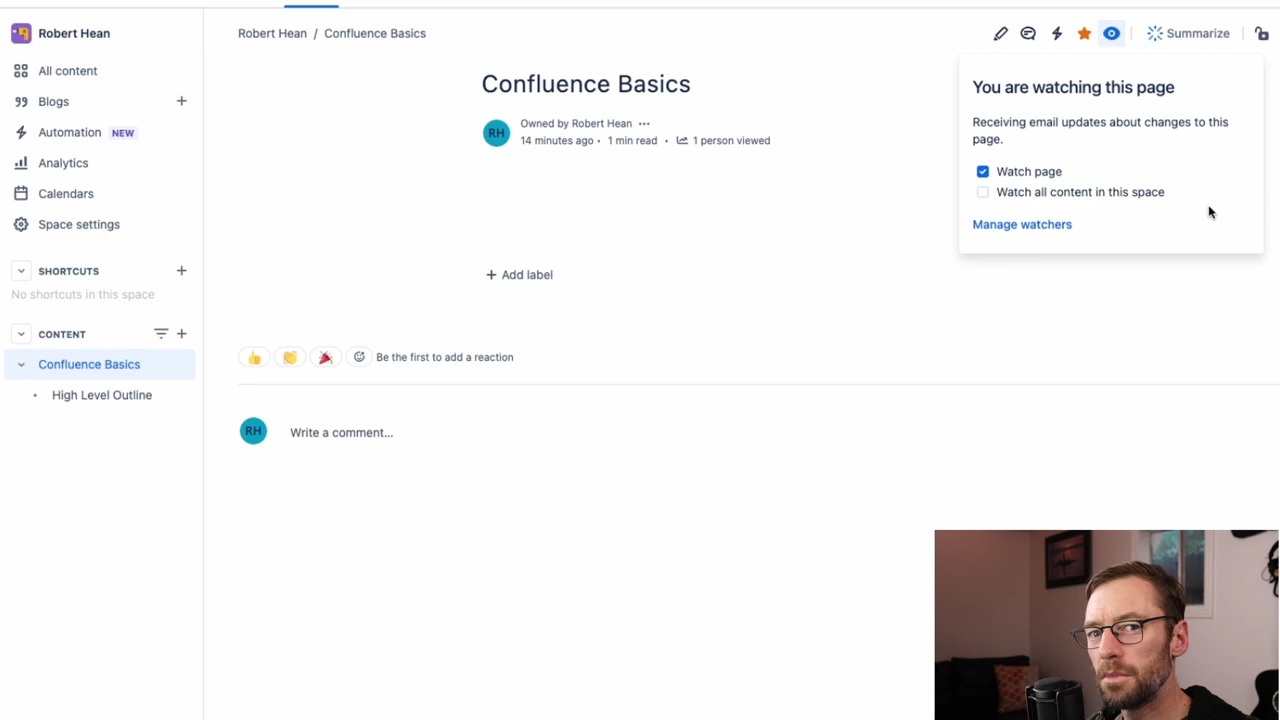 Robert Hean
All content
Blogs
Automation NEW
Analytics
Calendars
Space settings
SHORTCUTS
No shortcuts in this space
CONTENT
Confluence Basics
High Level Outline
Robert Hean / Confluence Basics
Summarize
Confluence Basics
RH
Owned by Robert Hean
14 minutes ago • 1 min read • 1 person viewed
Add label
Be the first to add a reaction
RH
Write a comment...
You are watching this page
Receiving email updates about changes to this
page.
Watch page
Watch all content in this space
Manage watchers